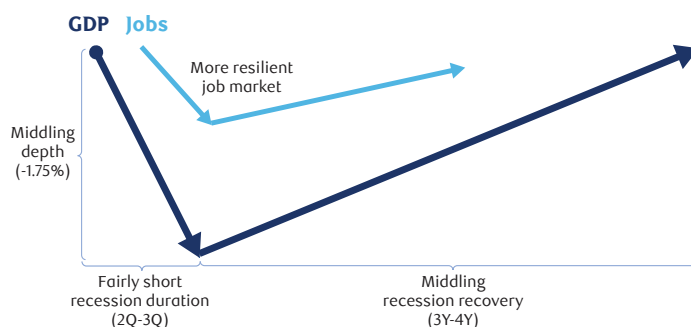 GDP Jobs
More resilient
job market
Middling
depth
(-1.75%)
Fairly short
recession duration
(2Q-3Q)
Middling
recession recovery
(3Y-4Y)